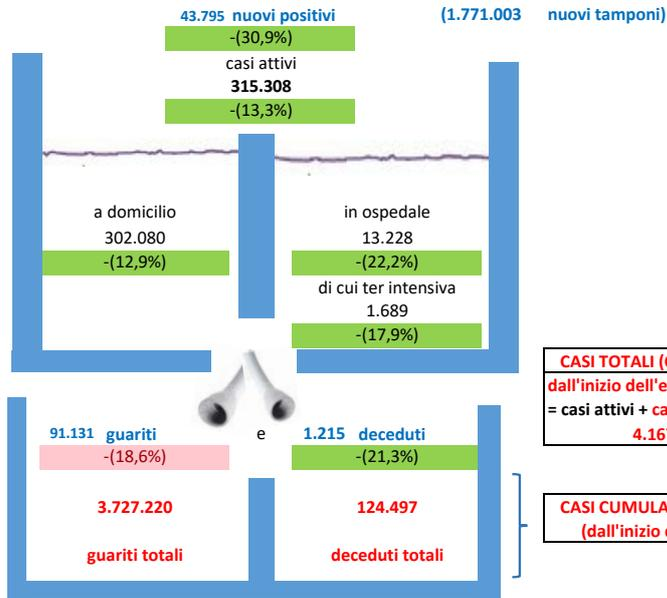 43.795 nuovi positivi (1.771.003 nuovi tamponi)
-(30,9%)
casi attivi
315.308
-(13,3%)
a domicilio
302.080
-(12,9%)
in ospedale
13.228
-(22,2%)
di cui ter intensiva
1.689
-(17,9%)
91.131 guariti
-(18,6%)
e
1.215 deceduti
-(21,3%)
3.727.220
guariti totali
124.497
deceduti totali
CASI TOTALI
dall'inizio
= casi attivi +
CASI
(dall'inizio